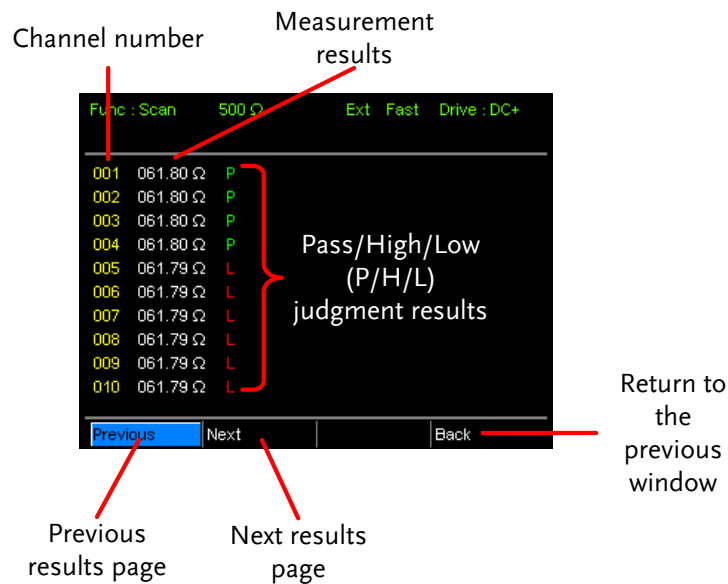 Channel number
Measurement
results
Func : Scan 500 Ω Ext Fast Drive : DC+
001 061.80 Ω P
002 061.80 Ω P
003 061.80 Ω P
004 061.80 Ω P
005 061.79 Ω L
006 061.79 Ω L
007 061.79 Ω L
008 061.79 Ω L
009 061.79 Ω L
010 061.79 Ω L
Pass/High/Low
(P/H/L)
judgment results
Previous Next Back
Return to
the
previous
window
Previous
results page
Next results
page